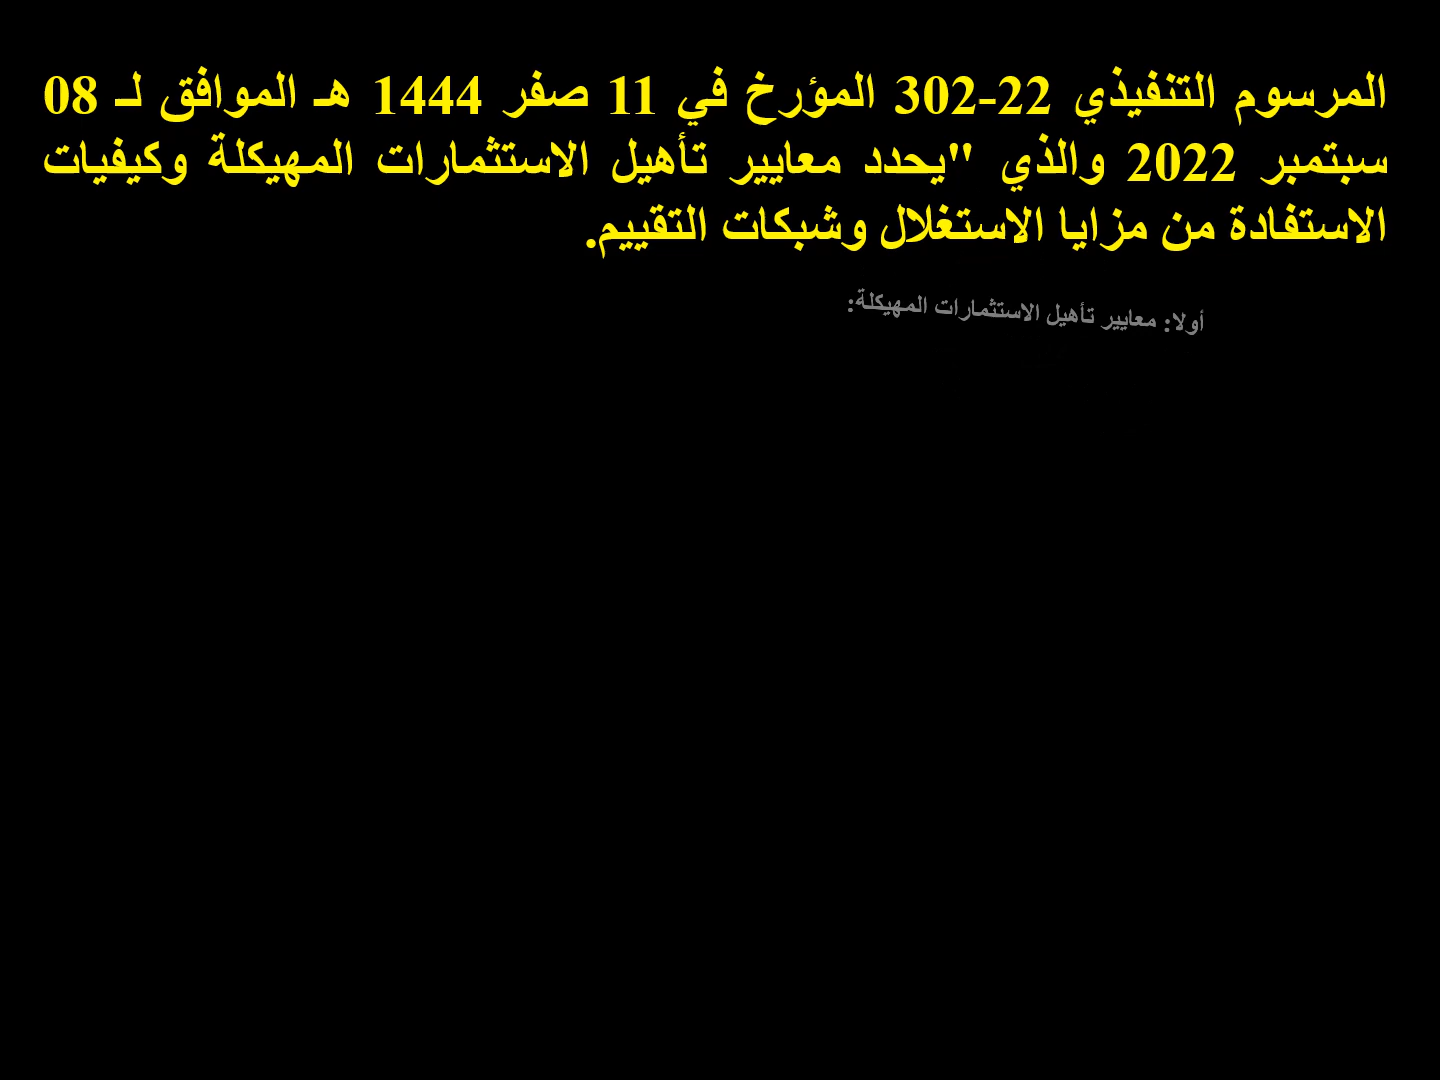 المرسوم التنفيذي 22-302 المؤرخ في 11 صفر 1444 هـ الموافق لـ 08
سبتمبر 2022 والذي "يحدد معايير تأهيل الاستثمارات المهيكلة وكيفيات
الاستفادة من مزايا الاستغلال وشبكات التقييم.
أولا: معايير تأهيل الاستثمارات المهيكلة: